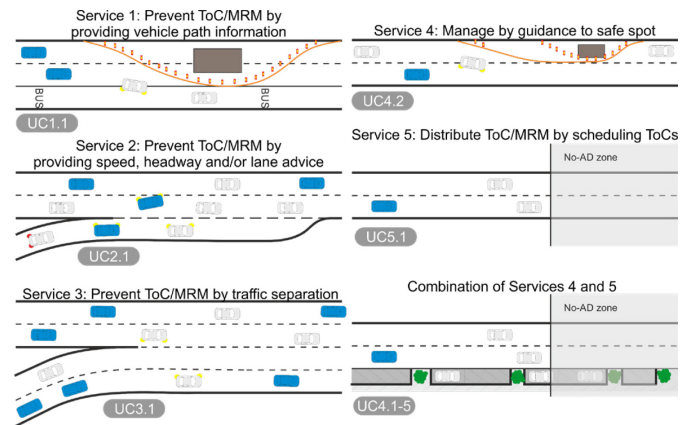 Service 1: Prevent ToC/MRM by
providing vehicle path information
BUS
BUS
UC1.1
Service 2: Prevent ToC/MRM by
providing speed, headway and/or lane advice
UC2.1
Service 3: Prevent ToC/MRM by traffic separation
UC3.1
Service 4: Manage by guidance to safe spot
UC4.2
Service 5: Distribute ToC/MRM by scheduling ToCs
No-AD zone
UC5.1
Combination of Services 4 and 5
No-AD zone
UC4.1-5